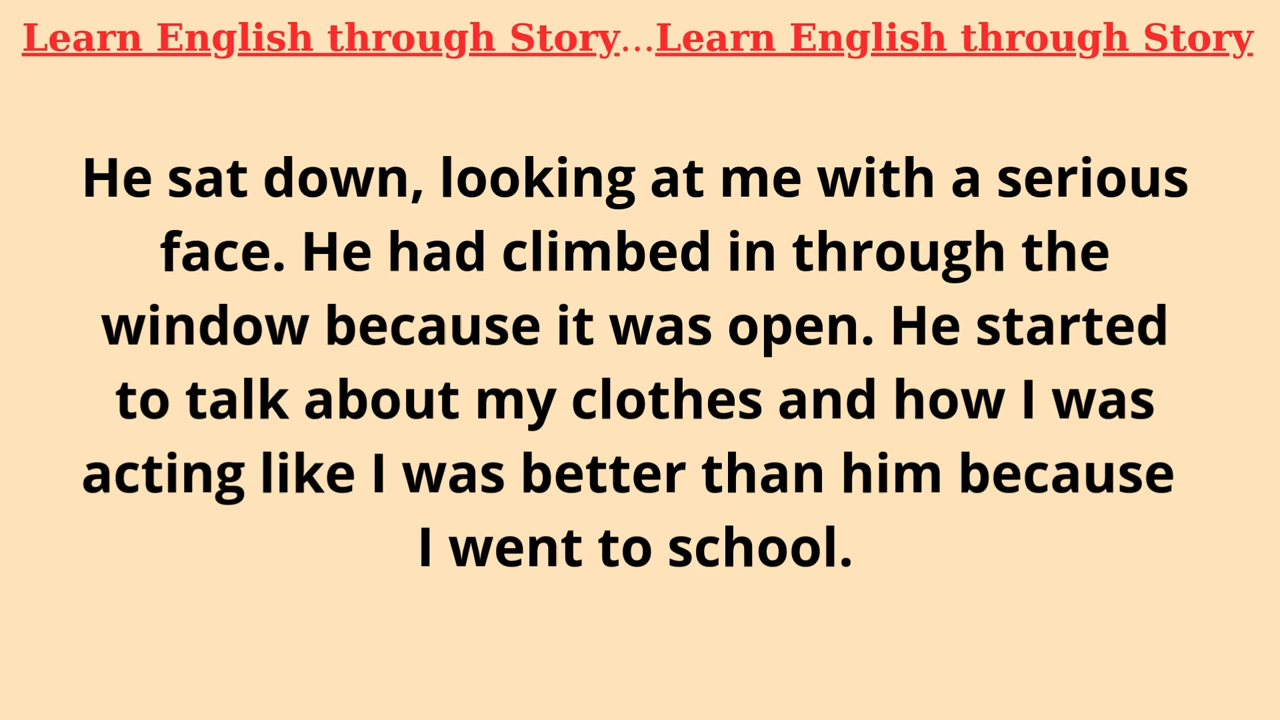 Learn English through Story...Learn English through Story
He sat down, looking at me with a serious
face. He had climbed in through the
window because it was open. He started
to talk about my clothes and how I was
acting like I was better than him because
I went to school.